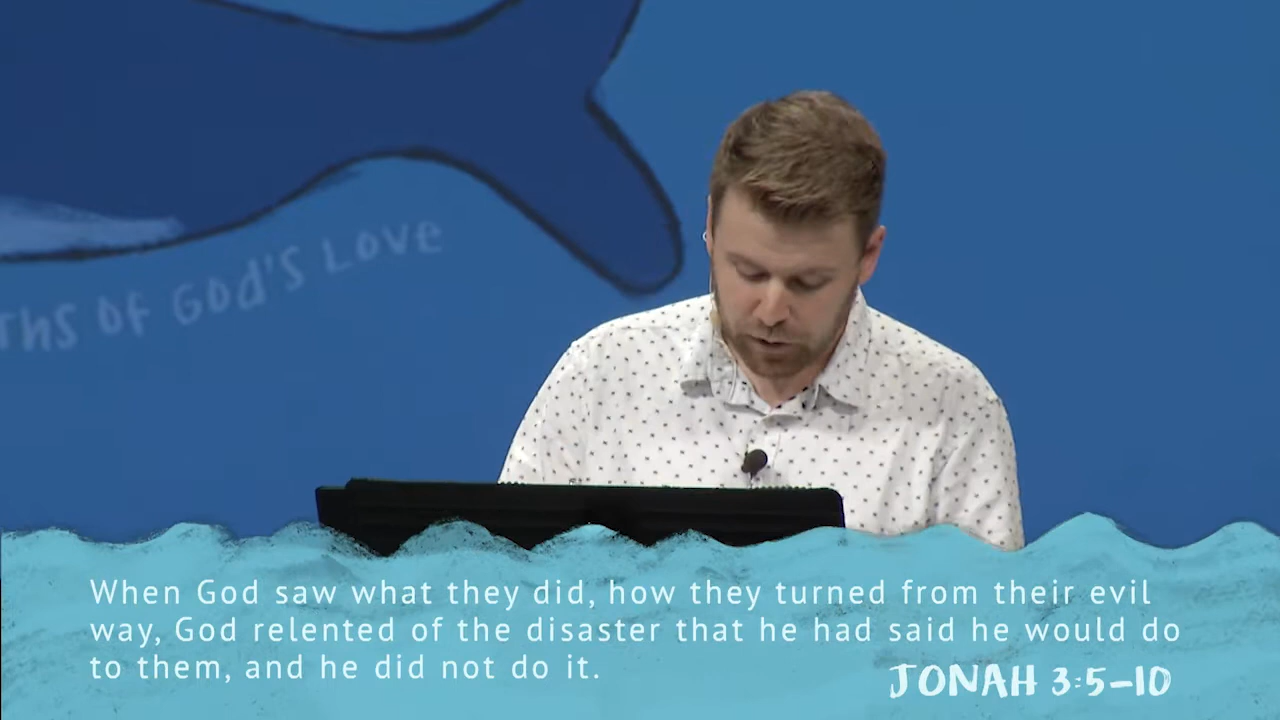 OF GOD'S LOVE
When God saw what they did, how they turned from their evil
way, God relented of the disaster that he had said he would do
to them, and he did not do it.
JONAH 3:5–10